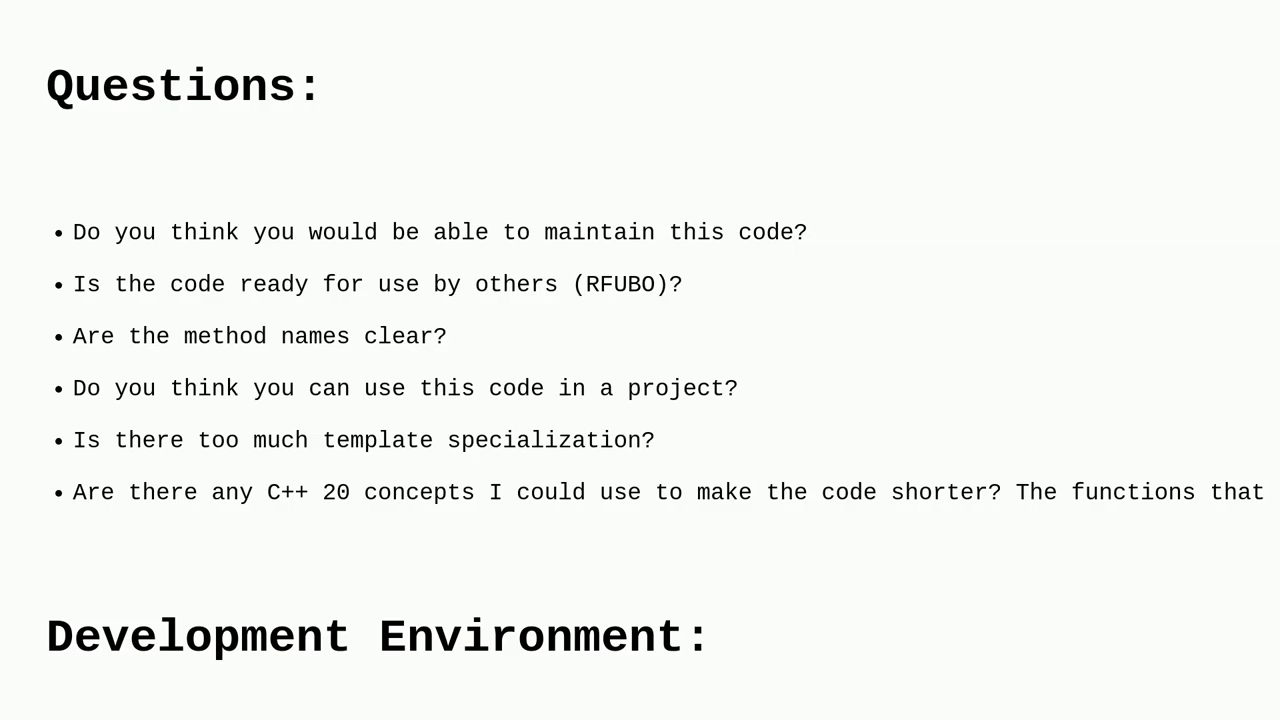 Questions:
• Do you think you would be able to maintain this code?
• Is the code ready for use by others (RFUBO)?
• Are the method names clear?
• Do you think you can use this code in a project?
• Is there too much template specialization?
• Are there any C++ 20 concepts I could use to make the code shorter? The functions that
Development Environment: